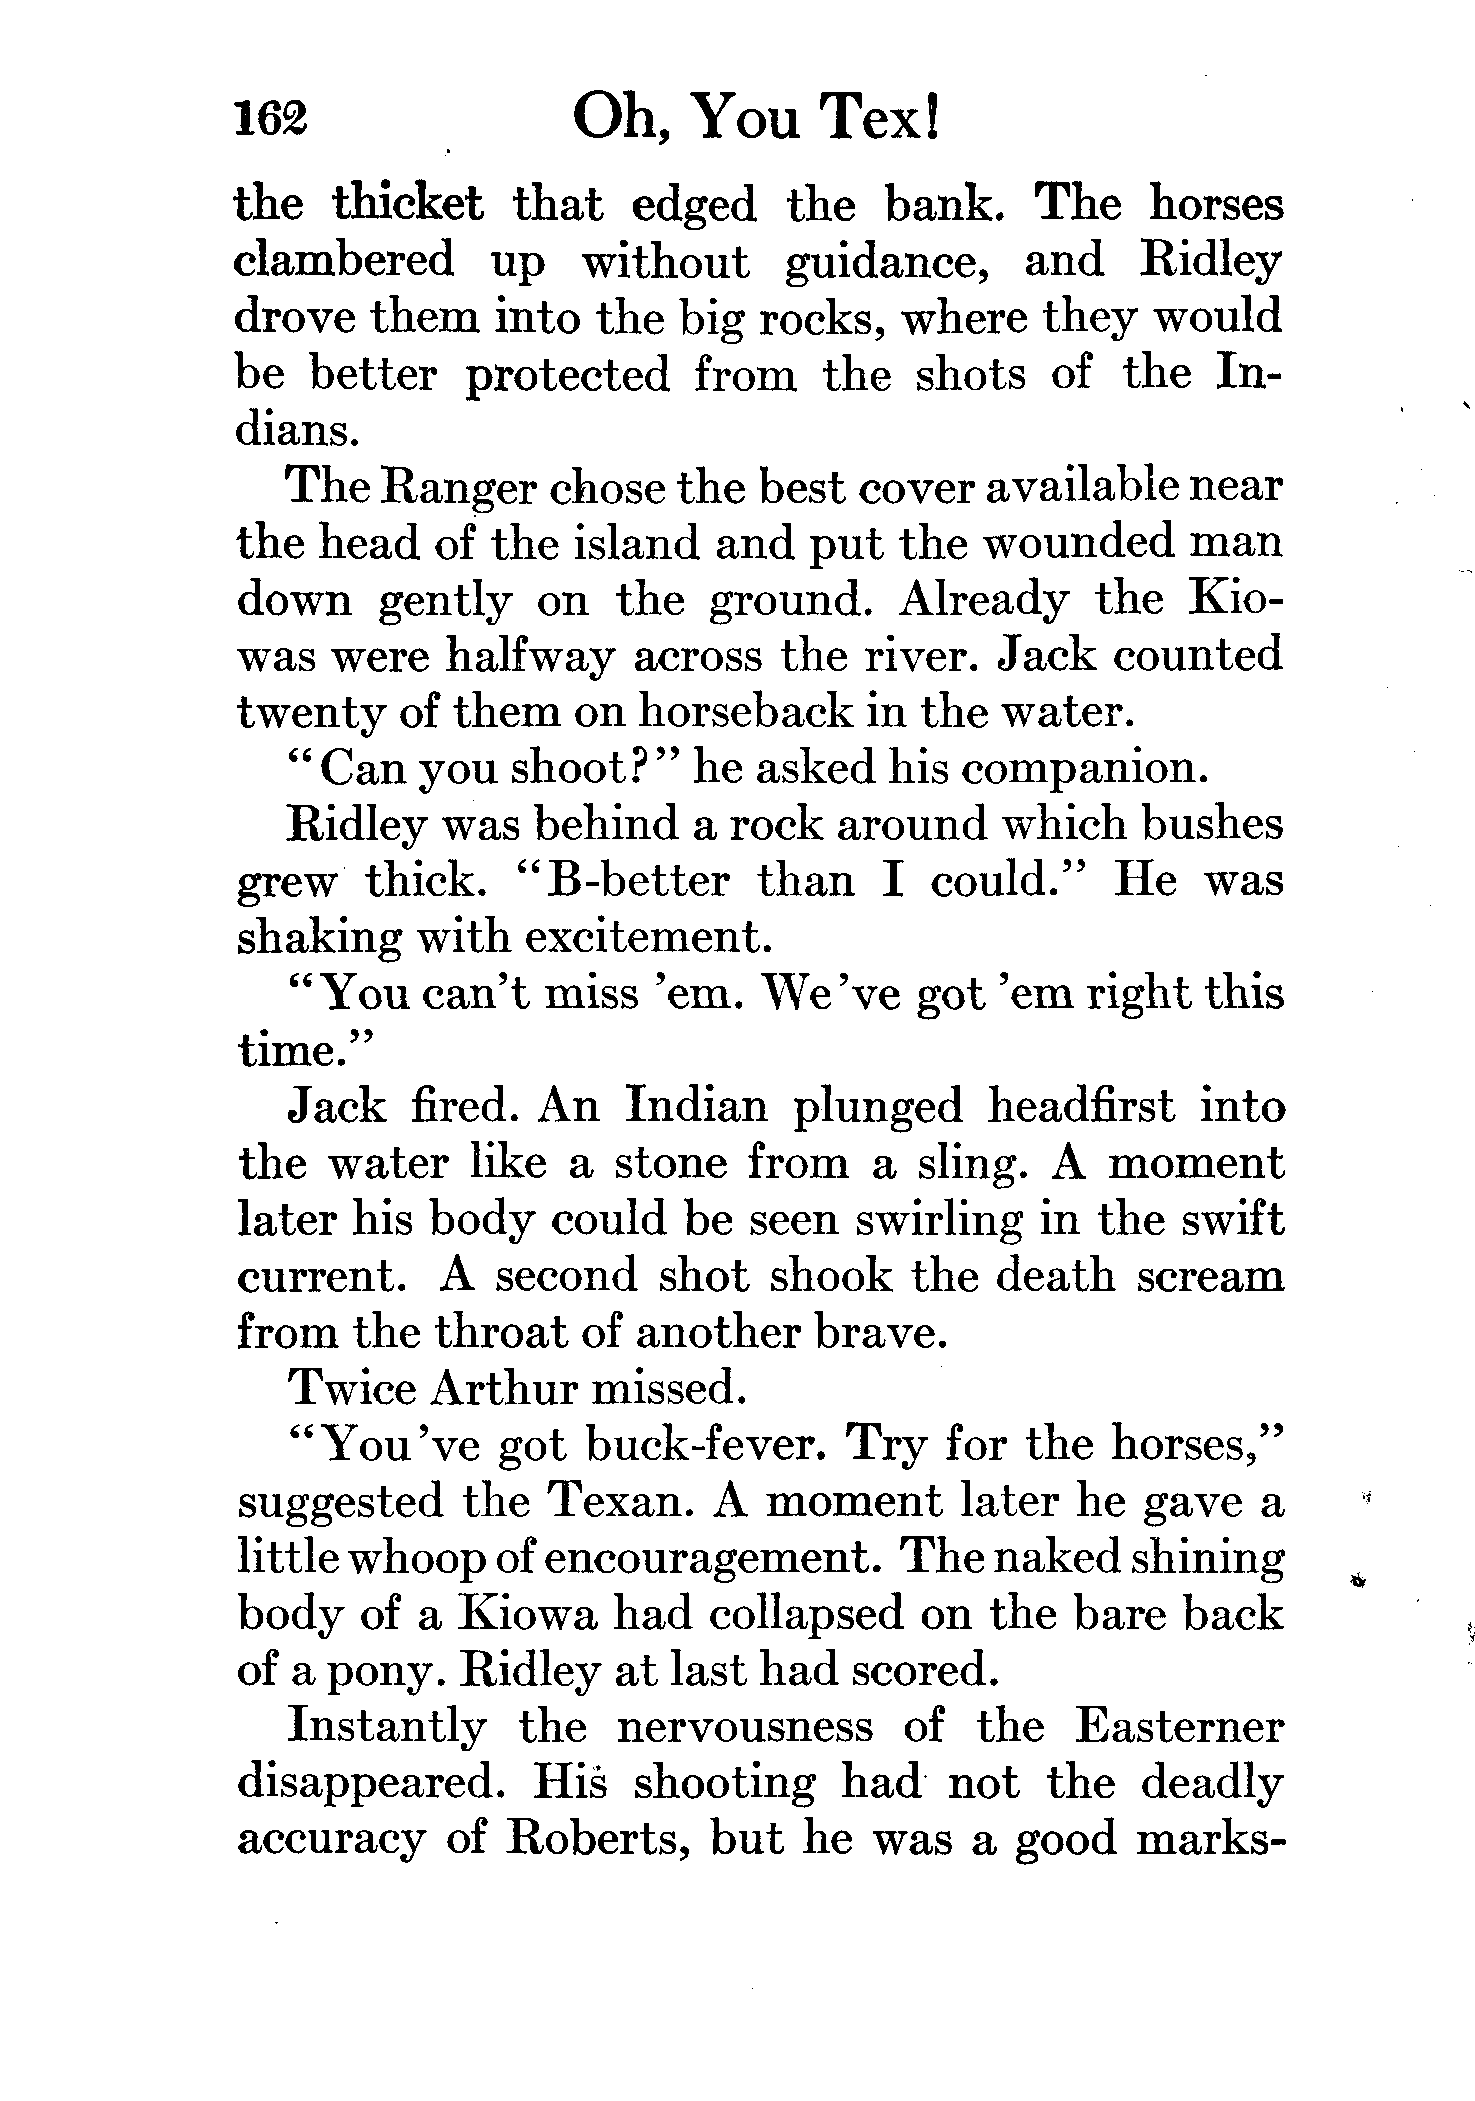 162 Oh, You Tex!
the thicket that edged the bank. The horses
clambered up without guidance, and Ridley
drove them into the big rocks, where they would
be better protected from the shots of the In-
dians.
The Ranger chose the best cover available near
the head of the island and put the wounded man
down gently on the ground. Already the Kio-
was were halfway across the river. Jack counted
twenty of them on horseback in the water.
“Can you shoot?” he asked his companion.
Ridley was behind a rock around which bushes
grew thick. “B-better than I could.” He was
shaking with excitement.
“You can’t miss ’em. We’ve got ’em right this
time.”
Jack fired. An Indian plunged headfirst into
the water like a stone from a sling. A moment
later his body could be seen swirling in the swift
current. A second shot shook the death scream
from the throat of another brave.
Twice Arthur missed.
“You’ve got buck-fever. Try for the horses,”
suggested the Texan. A moment later he gave a
little whoop of encouragement. The naked shining
body of a Kiowa had collapsed on the bare back
of a pony. Ridley at last had scored.
Instantly the nervousness of the Easterner
disappeared. His shooting had not the deadly
accuracy of Roberts, but he was a good marks-